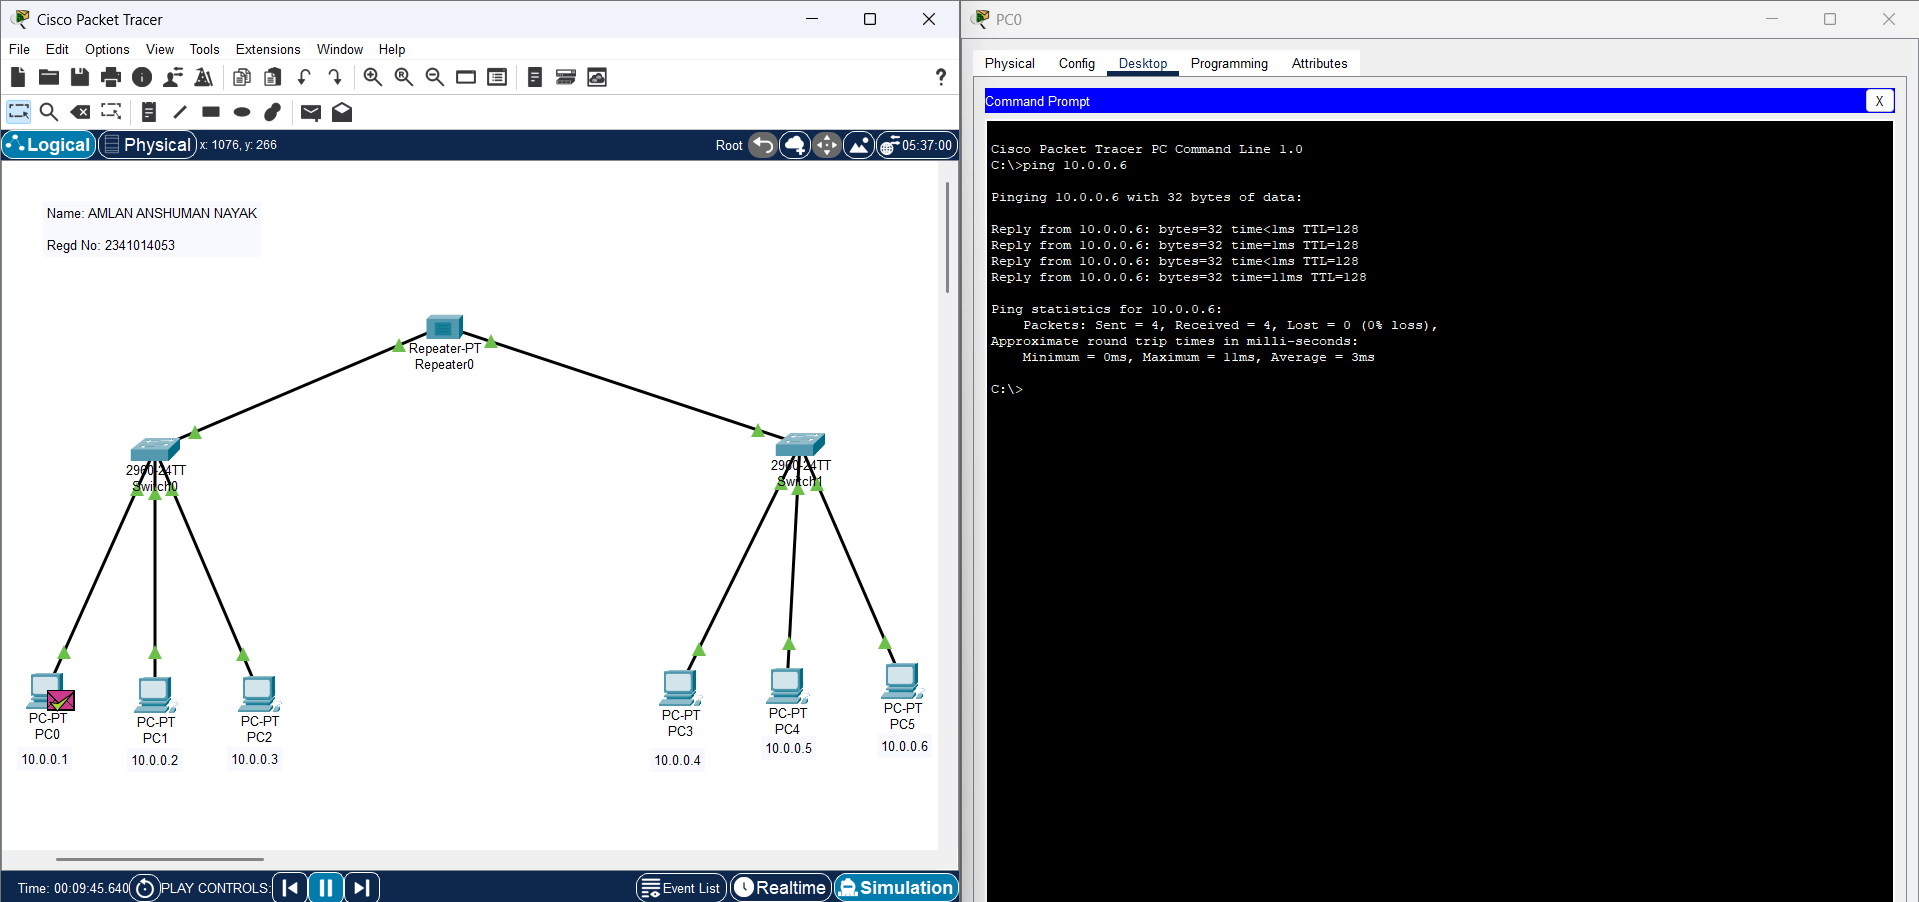 Cisco Packet Tracer
File Edit Options View Tools Extensions Window Help
?
Logical Physical x: 1076, y: 266 Root 05:37:00
Name: AMLAN ANSHUMAN NAYAK
Regd No: 2341014053
Repeater-PT
Repeater0
2960-24TT
Switch0
2960-24TT
Switch1
PC-PT
PC0
10.0.0.1
PC-PT
PC1
10.0.0.2
PC-PT
PC2
10.0.0.3
PC-PT
PC3
10.0.0.4
PC-PT
PC4
10.0.0.5
PC-PT
PC5
10.0.0.6
Time: 00:09:45.640 PLAY CONTROLS: Event List Realtime Simulation
PC0
Physical Config Desktop Programming Attributes
Command Prompt X
Cisco Packet Tracer PC Command Line 1.0
C:\>ping 10.0.0.6
Pinging 10.0.0.6 with 32 bytes of data:
Reply from 10.0.0.6: bytes=32 time<1ms TTL=128
Reply from 10.0.0.6: bytes=32 time=1ms TTL=128
Reply from 10.0.0.6: bytes=32 time<1ms TTL=128
Reply from 10.0.0.6: bytes=32 time=11ms TTL=128
Ping statistics for 10.0.0.6:
Packets: Sent = 4, Received = 4, Lost = 0 (0% loss),
Approximate round trip times in milli-seconds:
Minimum = 0ms, Maximum = 11ms, Average = 3ms
C:\>